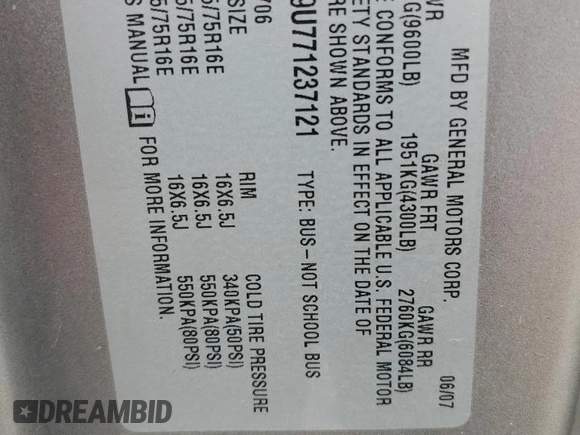 MFD BY GENERAL MOTORS CORP. 06/07
GAWR FRT GAWR RR
G(9600LB) 1951KG(4300LB) 2760KG(6084LB)
CONFORMS TO ALL APPLICABLE U.S. FEDERAL MOTOR
STANDARDS IN EFFECT ON THE DATE OF
SHOWN ABOVE.
9U771237121 TYPE: BUS–NOT SCHOOL BUS
706
SIZE RIM COLD TIRE PRESSURE
5/75R16E 16X6.5J 340KPA(50PSI)
5/75R16E 16X6.5J 550KPA(80PSI)
5/75R16E 16X6.5J 550KPA(80PSI)
MANUAL FOR MORE INFORMATION.
DREAMBID